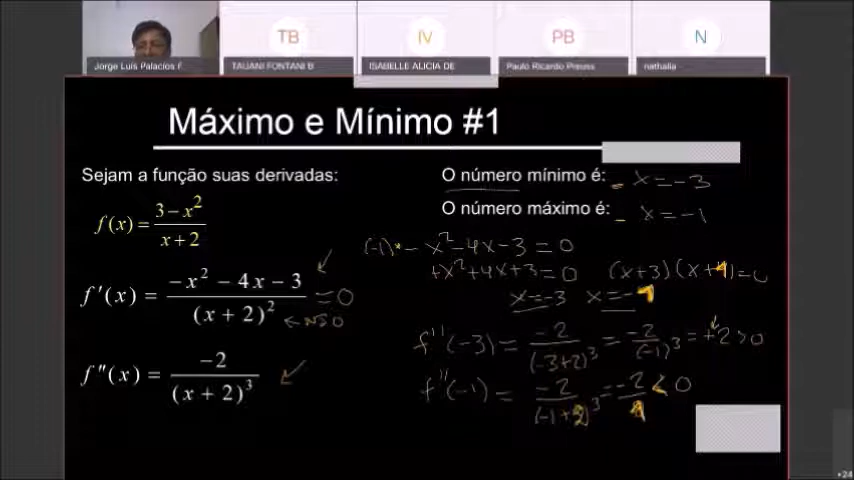 TB
IV
PB
N
Jorge Luis Palacios F
TAUANI FONTANI B
ISABELLE ALICIA DE
Paulo Ricardo Preuss
nathalia
Máximo e Mínimo #1
Sejam a função suas derivadas:
f(x) = (3 − x²)/(x + 2)
f'(x) = (−x² − 4x − 3)/(x + 2)² = 0
← NÃO
f"(x) = −2/(x + 2)³
O número mínimo é: x = −3
O número máximo é: x = −1
(−1)* −x² − 4x − 3 = 0
+x² + 4x + 3 = 0 (x+3)(x+1) = 0
x = −3 x = −1
f''(−3) = −2/(−3+2)³ = −2/(−1)³ = +2 > 0
f''(−1) = −2/(−1+2)³ = −2/1 < 0
+24